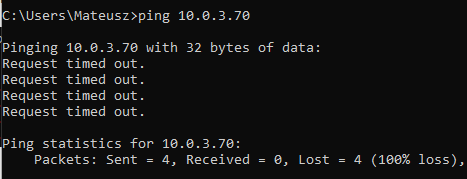 C:\Users\Mateusz>ping 10.0.3.70
Pinging 10.0.3.70 with 32 bytes of data:
Request timed out.
Request timed out.
Request timed out.
Request timed out.
Ping statistics for 10.0.3.70:
Packets: Sent = 4, Received = 0, Lost = 4 (100% loss),